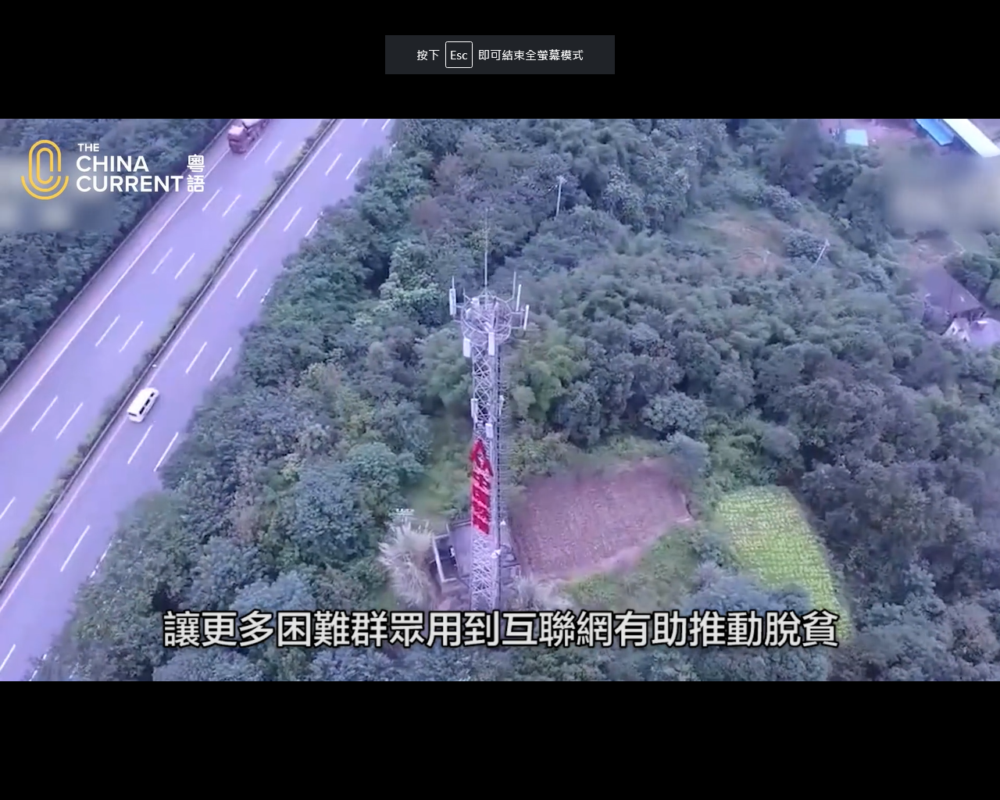 按下 Esc 即可結束全螢幕模式
THE
CHINA
CURRENT
粵語
讓更多困難群眾用到互聯網有助推動脫貧